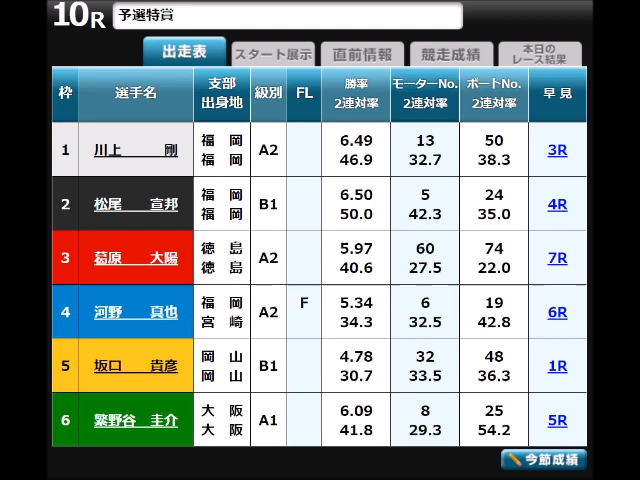 10R 予選特賞
出走表 スタート展示 直前情報 競走成績 本日の
レース結果
枠 選手名 支部 級別 FL 勝率 モーターNo. ボートNo. 早見
出身地 2連対率 2連対率 2連対率
1 川上 剛 福岡 A2 6.49 13 50 3R
福岡 46.9 32.7 38.3
2 松尾 宣邦 福岡 B1 6.50 5 24 4R
福岡 50.0 42.3 35.0
3 葛原 大陽 徳島 A2 5.97 60 74 7R
徳島 40.6 27.5 22.0
4 河野 真也 福岡 A2 F 5.34 6 19 6R
宮崎 34.3 32.5 42.8
5 坂口 貴彦 岡山 B1 4.78 32 48 1R
岡山 30.7 33.5 36.3
6 繁野谷 圭介 大阪 A1 6.09 8 25 5R
大阪 41.8 29.3 54.2
今節成績